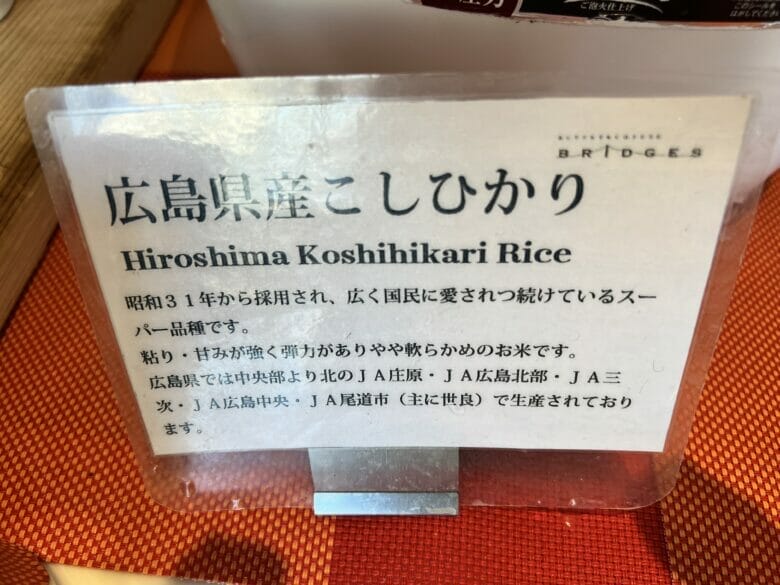 ご泡火仕上げ
BRIDGES
広島県産こしひかり
Hiroshima Koshihikari Rice
昭和３１年から採用され、広く国民に愛されつ続けているスー
パー品種です。
粘り・甘みが強く弾力がありやや軟らかめのお米です。
広島県では中央部より北のＪＡ庄原・ＪＡ広島北部・ＪＡ三
次・ＪＡ広島中央・ＪＡ尾道市（主に世良）で生産されており
ます。